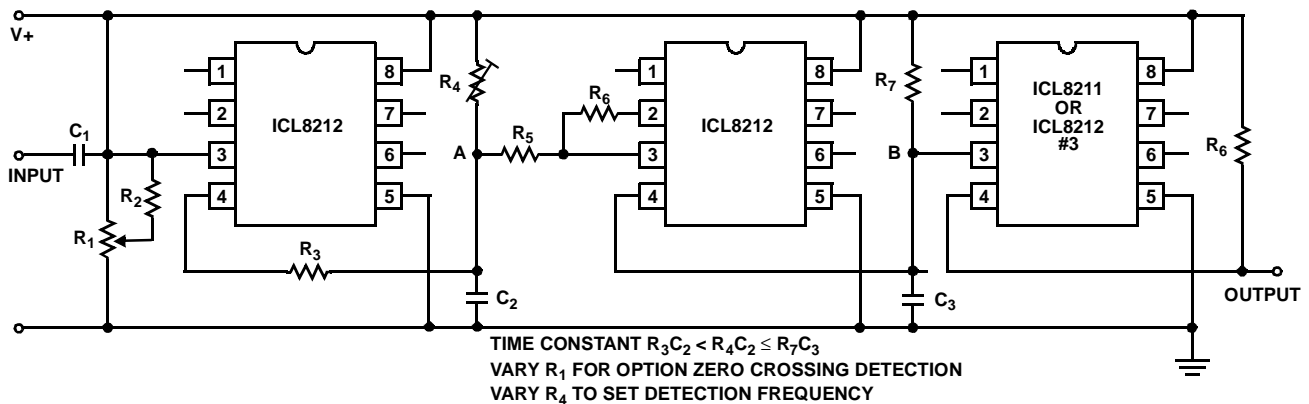 V+
INPUT
C1
R1
R2
1
2
3
4
ICL8212
8
7
6
5
R3
R4
A
C2
R5
R6
1
2
3
4
ICL8212
8
7
6
5
R7
B
C3
1
2
3
4
ICL8211
OR
ICL8212
#3
8
7
6
5
R6
OUTPUT
TIME CONSTANT R3C2 < R4C2 ≤ R7C3
VARY R1 FOR OPTION ZERO CROSSING DETECTION
VARY R4 TO SET DETECTION FREQUENCY